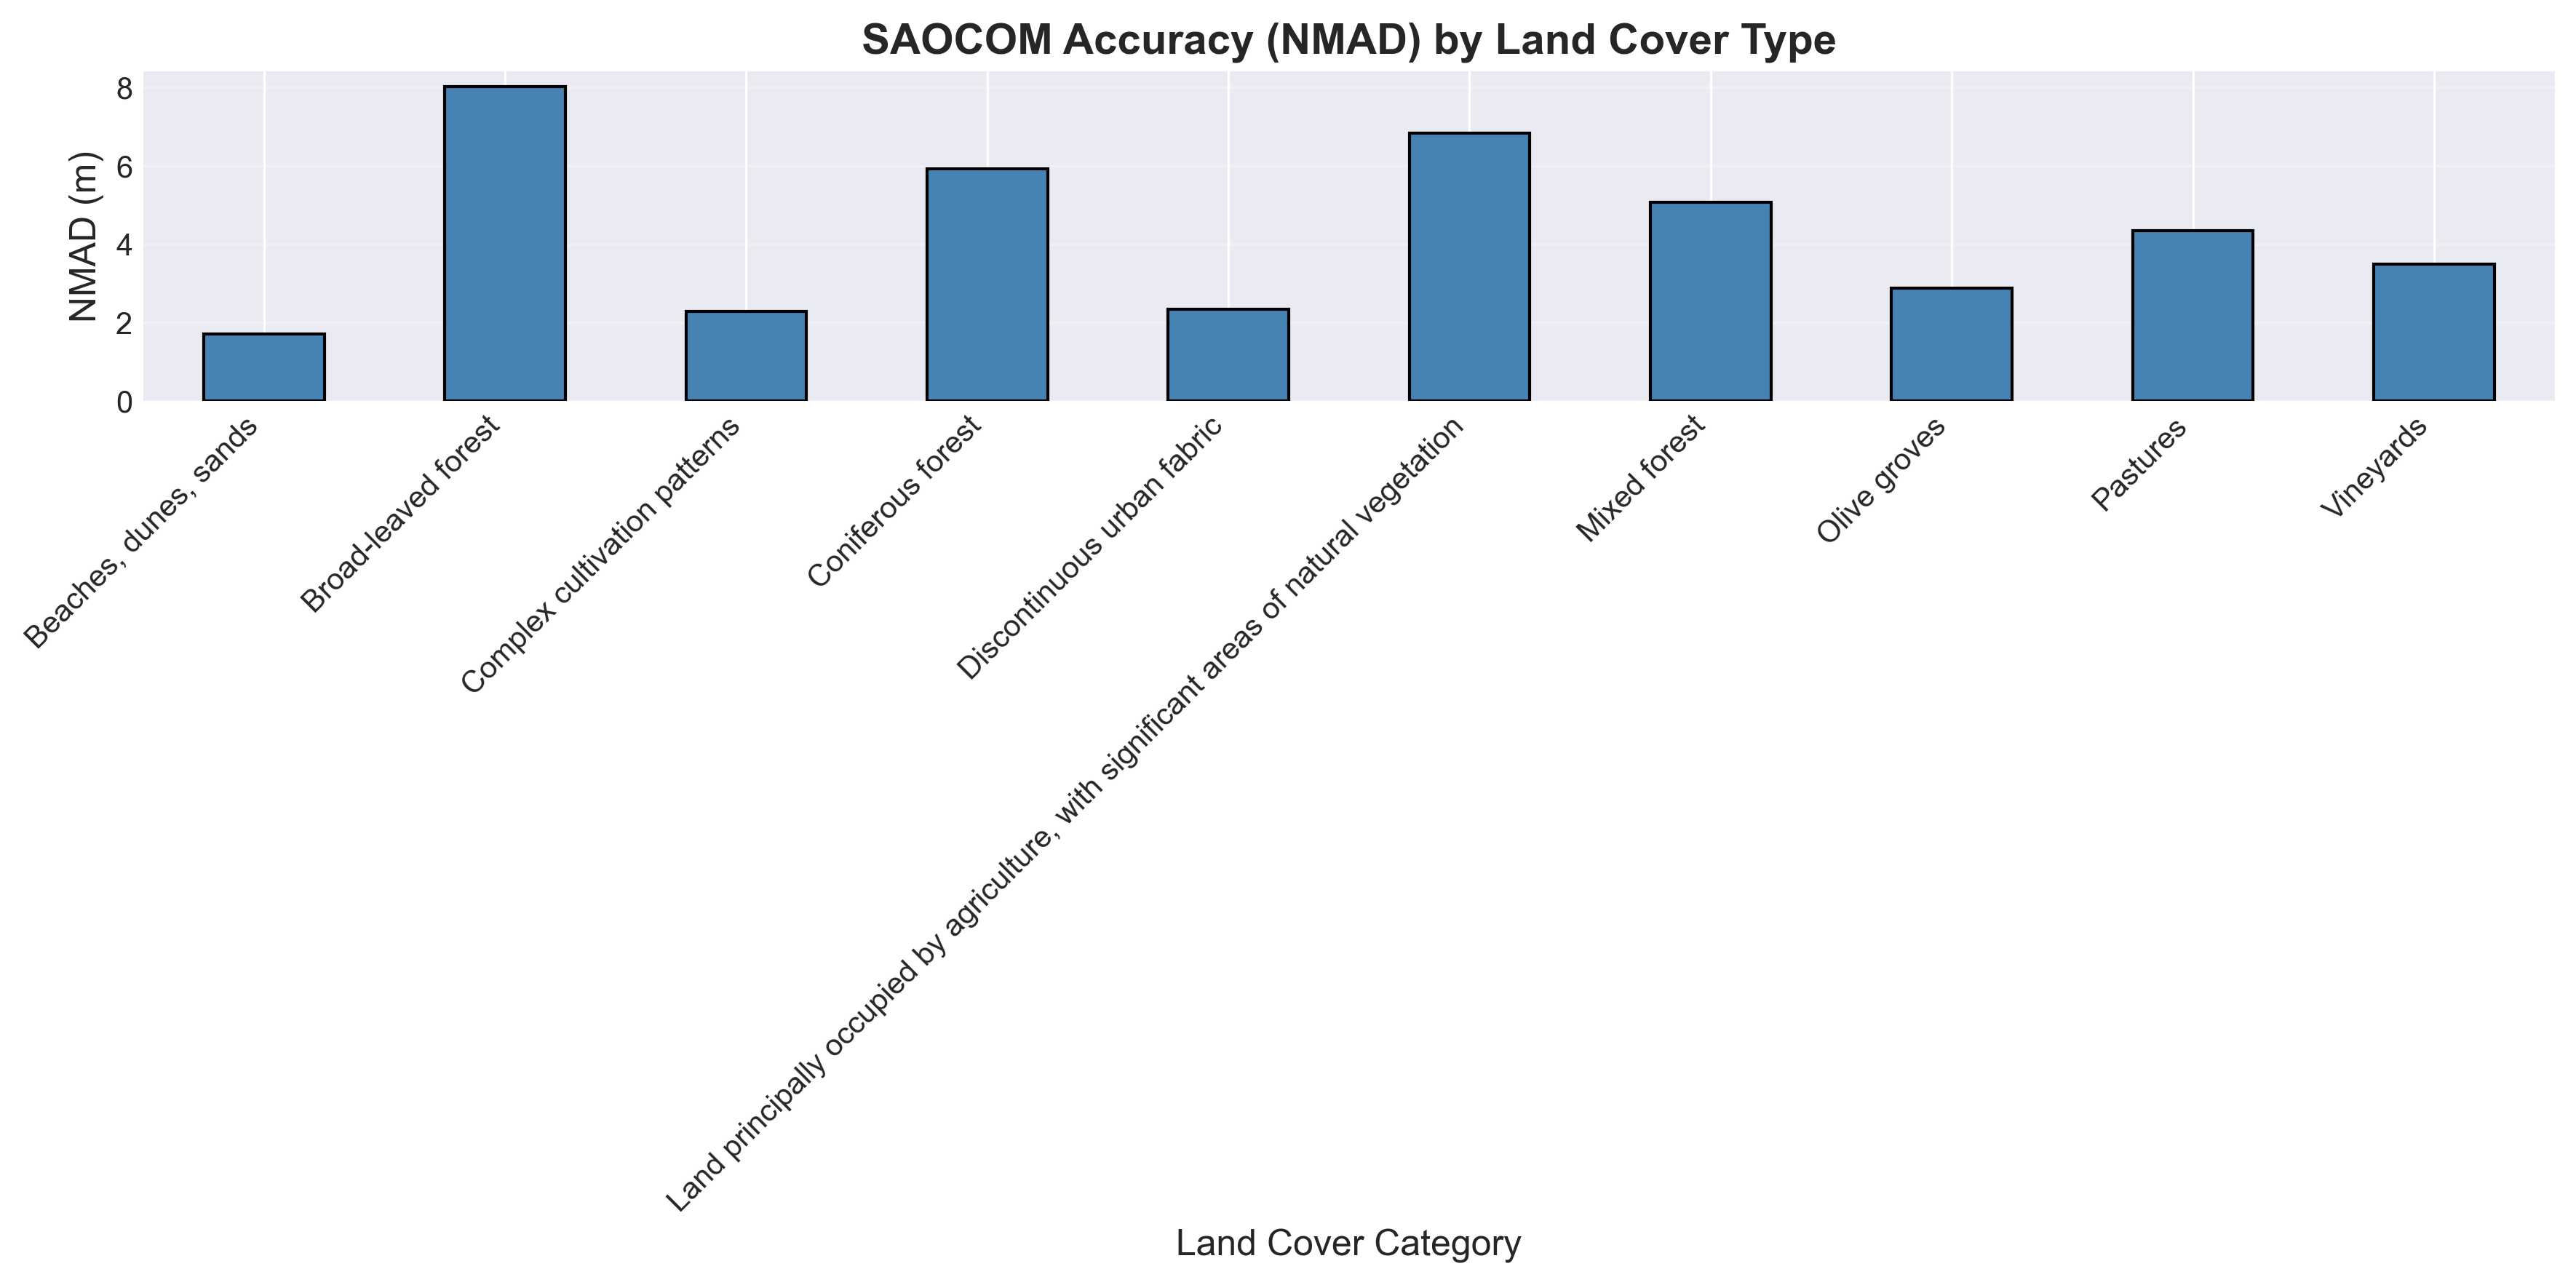 SAOCOM Accuracy (NMAD) by Land Cover Type
NMAD (m)
8
6
4
2
0
Beaches, dunes, sands
Broad-leaved forest
Complex cultivation patterns
Coniferous forest
Discontinuous urban fabric
Land principally occupied by agriculture, with significant areas of natural vegetation
Mixed forest
Olive groves
Pastures
Vineyards
Land Cover Category